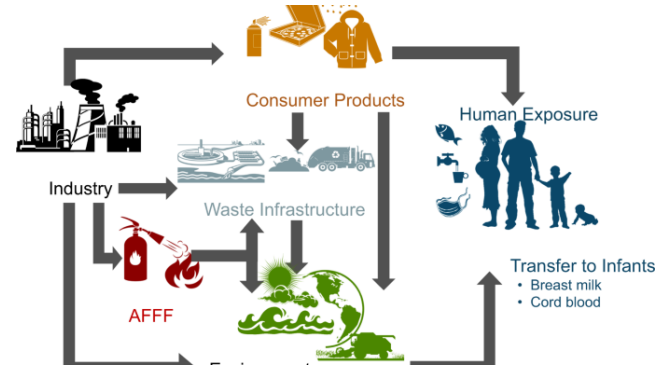 Consumer Products
Human Exposure
Industry
Waste Infrastructure
Transfer to Infants
• Breast milk
• Cord blood
AFFF